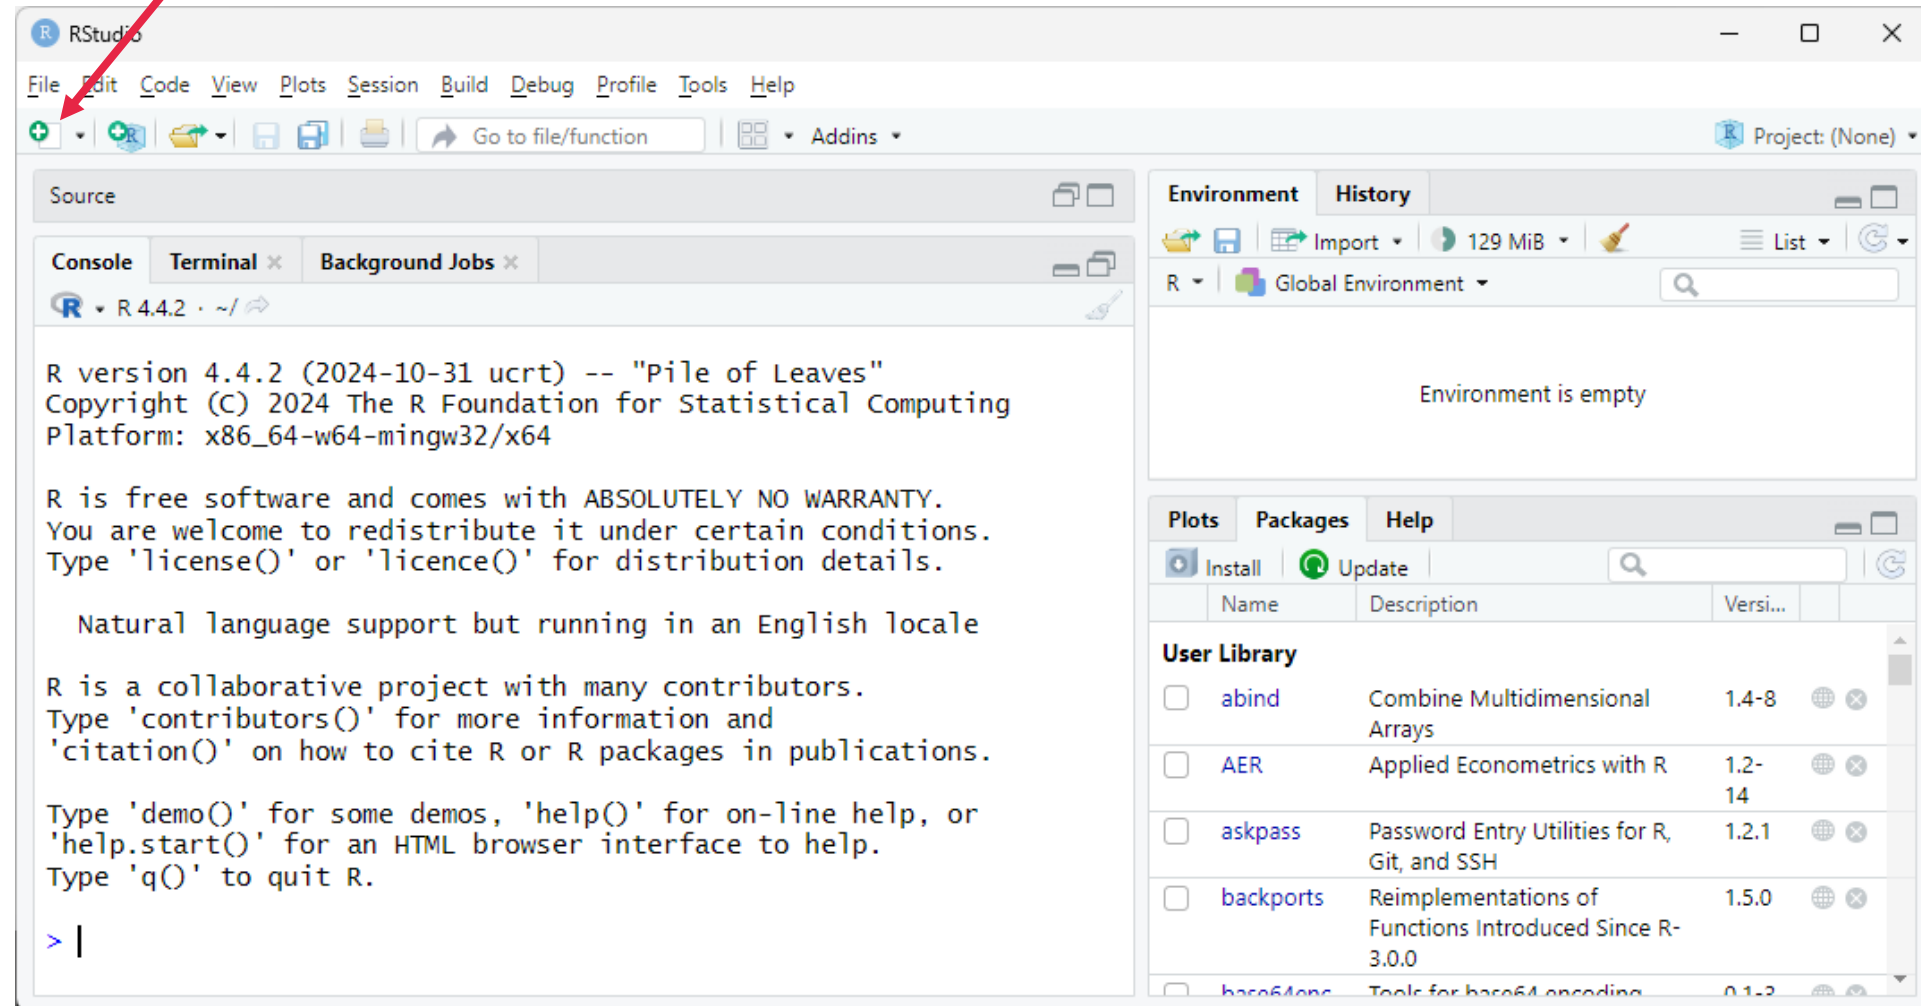 RStudio
File Edit Code View Plots Session Build Debug Profile Tools Help
Go to file/function Addins Project: (None)
Source
Console Terminal Background Jobs
R 4.4.2 · ~/
R version 4.4.2 (2024-10-31 ucrt) -- "Pile of Leaves"
Copyright (C) 2024 The R Foundation for Statistical Computing
Platform: x86_64-w64-mingw32/x64
R is free software and comes with ABSOLUTELY NO WARRANTY.
You are welcome to redistribute it under certain conditions.
Type 'license()' or 'licence()' for distribution details.
Natural language support but running in an English locale
R is a collaborative project with many contributors.
Type 'contributors()' for more information and
'citation()' on how to cite R or R packages in publications.
Type 'demo()' for some demos, 'help()' for on-line help, or
'help.start()' for an HTML browser interface to help.
Type 'q()' to quit R.
>
Environment History
Import 129 MiB List
R Global Environment
Environment is empty
Plots Packages Help
Install Update
Name Description Versi...
User Library
abind Combine Multidimensional 1.4-8
Arrays
AER Applied Econometrics with R 1.2-
14
askpass Password Entry Utilities for R, 1.2.1
Git, and SSH
backports Reimplementations of 1.5.0
Functions Introduced Since R-
3.0.0
base64enc Tools for base64 encoding 0.1-3